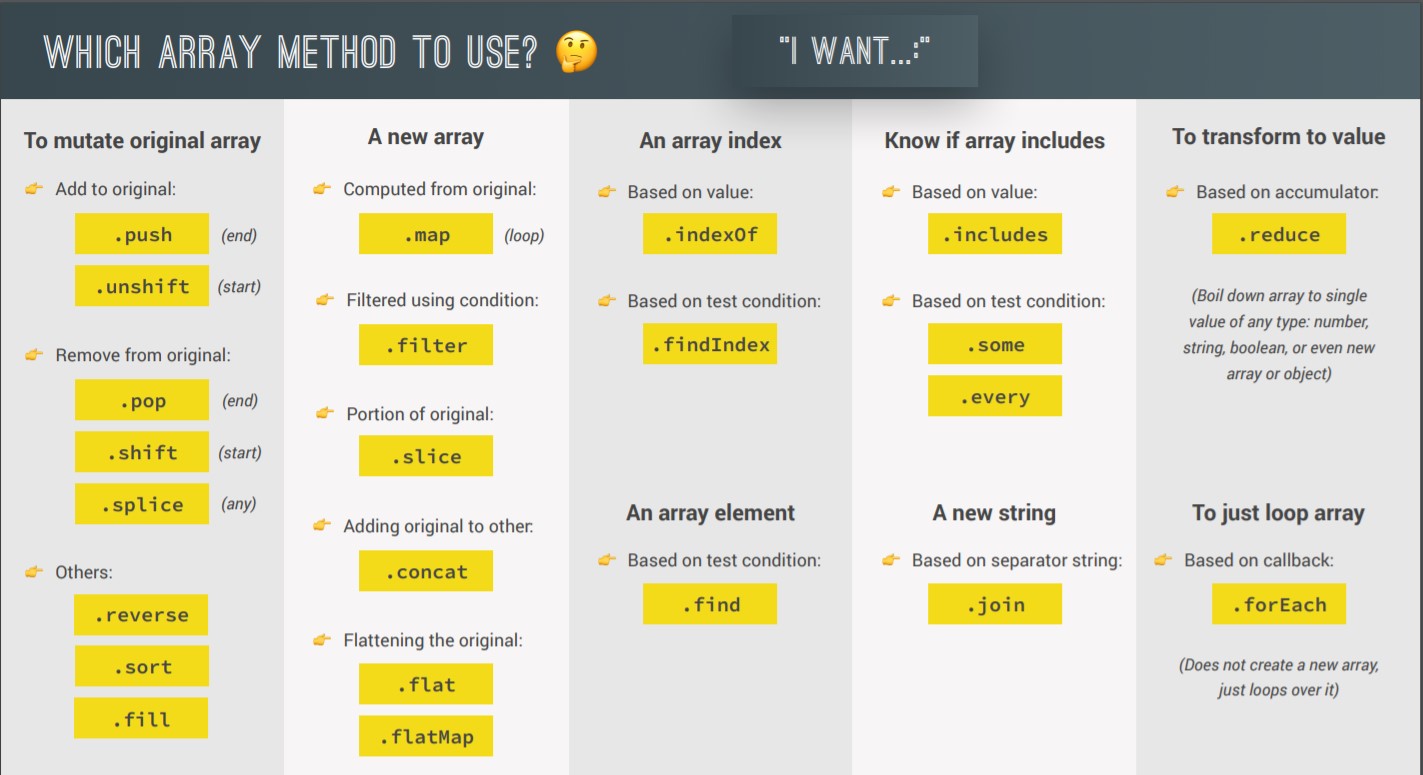 WHICH ARRAY METHOD TO USE? 🤔
"I WANT...:"
To mutate original array
👉 Add to original:
.push (end)
.unshift (start)
👉 Remove from original:
.pop (end)
.shift (start)
.splice (any)
👉 Others:
.reverse
.sort
.fill
A new array
👉 Computed from original:
.map (loop)
👉 Filtered using condition:
.filter
👉 Portion of original:
.slice
👉 Adding original to other:
.concat
👉 Flattening the original:
.flat
.flatMap
An array index
👉 Based on value:
.indexOf
👉 Based on test condition:
.findIndex
An array element
👉 Based on test condition:
.find
Know if array includes
👉 Based on value:
.includes
👉 Based on test condition:
.some
.every
A new string
👉 Based on separator string:
.join
To transform to value
👉 Based on accumulator:
.reduce
(Boil down array to single
value of any type: number,
string, boolean, or even new
array or object)
To just loop array
👉 Based on callback:
.forEach
(Does not create a new array,
just loops over it)